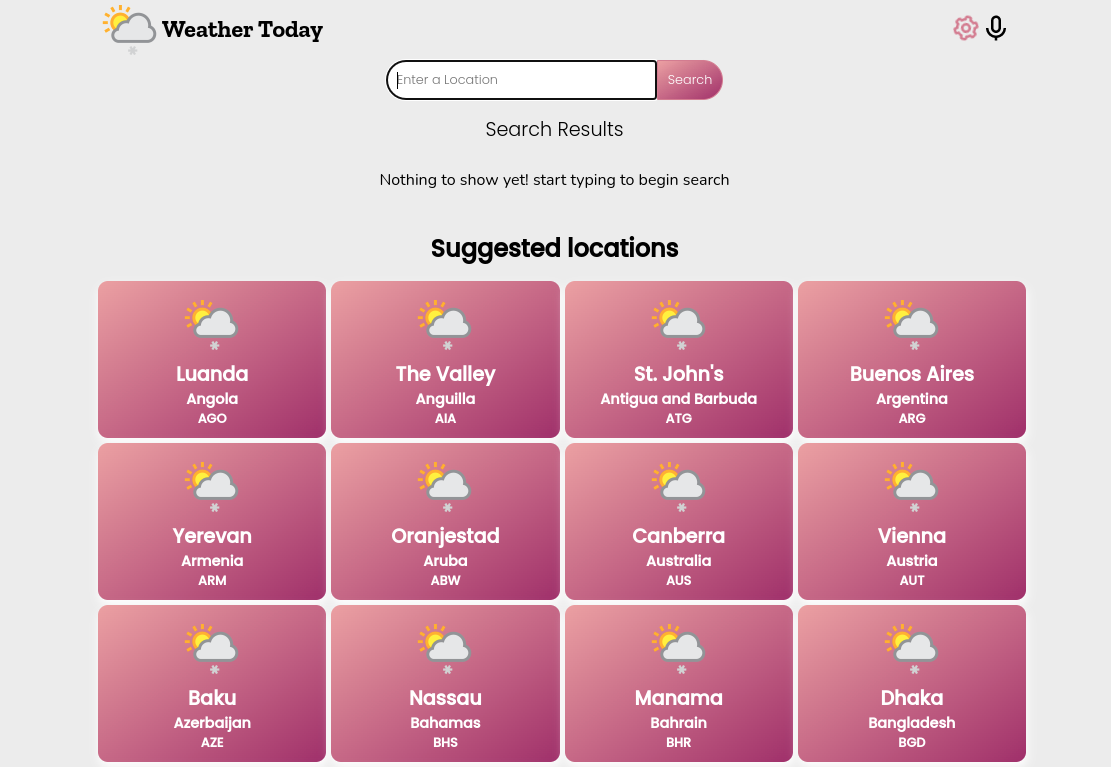 Weather Today
Enter a Location
Search
Search Results
Nothing to show yet! start typing to begin search
Suggested locations
Luanda
Angola
AGO
The Valley
Anguilla
AIA
St. John's
Antigua and Barbuda
ATG
Buenos Aires
Argentina
ARG
Yerevan
Armenia
ARM
Oranjestad
Aruba
ABW
Canberra
Australia
AUS
Vienna
Austria
AUT
Baku
Azerbaijan
AZE
Nassau
Bahamas
BHS
Manama
Bahrain
BHR
Dhaka
Bangladesh
BGD